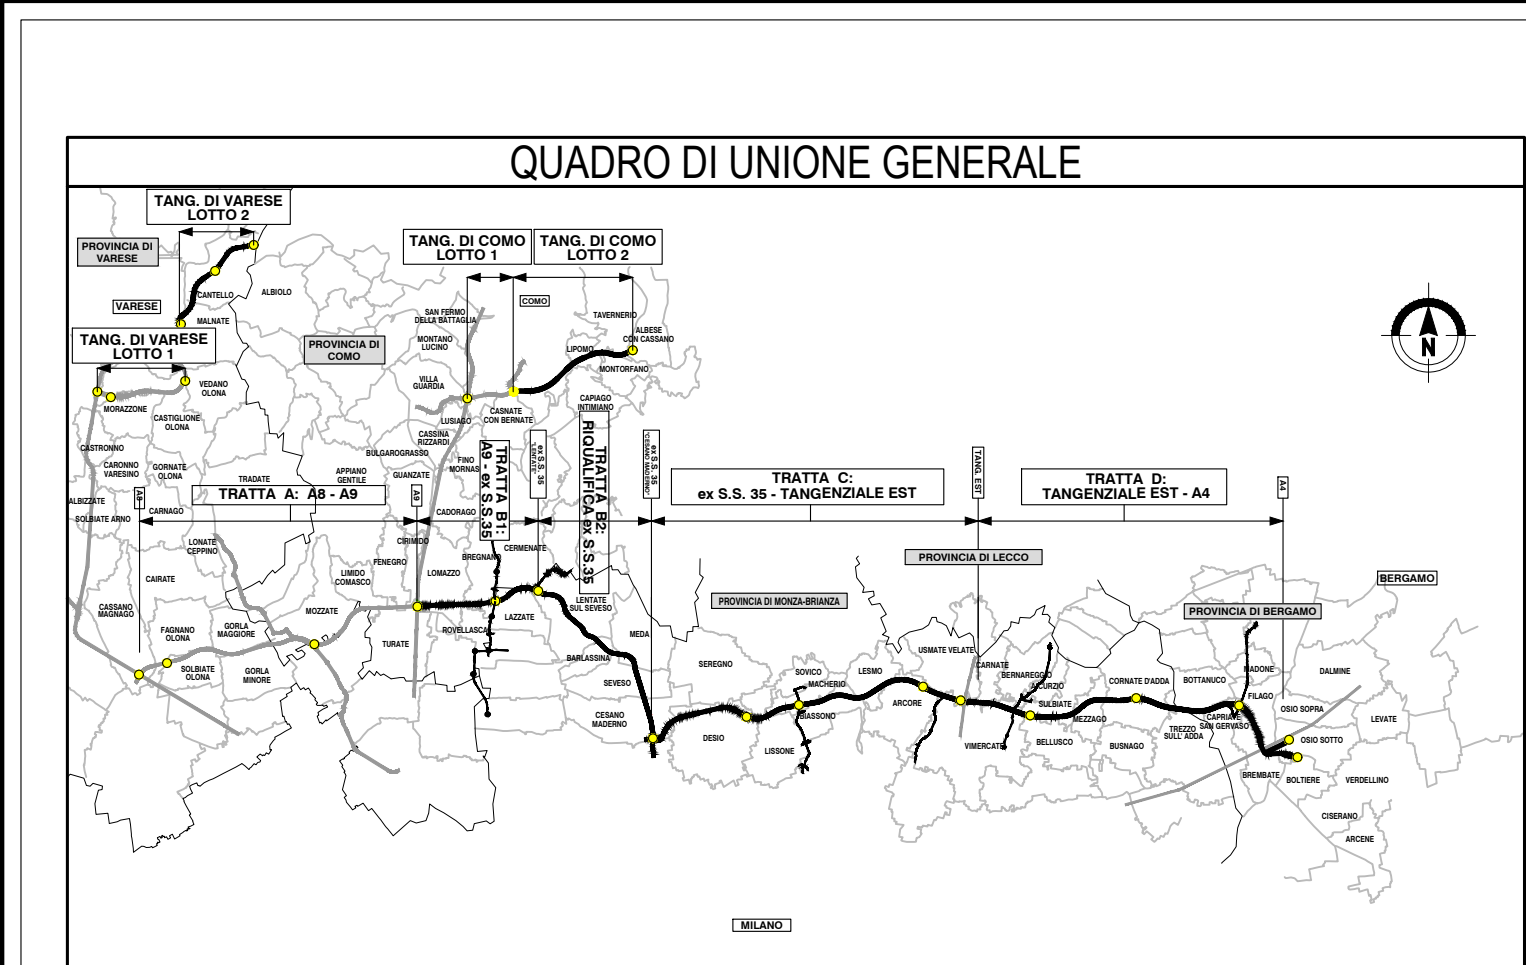 QUADRO DI UNIONE GENERALE
TANG. DI VARESE
LOTTO 2
PROVINCIA DI
VARESE
TANG. DI COMO
LOTTO 1
TANG. DI COMO
LOTTO 2
CANTELLO
ALBIOLO
VARESE
MALNATE
COMO
SAN FERMO
DELLA BATTAGLIA
TAVERNERIO
ALBESE
CON CASSANO
TANG. DI VARESE
LOTTO 1
PROVINCIA DI
COMO
MONTANO
LUCINO
LIPOMO
MONTORFANO
N
VEDANO
OLONA
VILLA
GUARDIA
MORAZZONE
CASTIGLIONE
OLONA
LUSIAGO
CASNATE
CON BERNATE
CAPIAGO
INTIMIANO
CASTRONNO
CASSINA
RIZZARDI
BULGAROGRASSO
CARONNO
VARESINO
GORNATE
OLONA
TRADATE
APPIANO
GENTILE
GUANZATE
FINO
MORNAS
TRATTA B1:
A9 - ex S.S.35
ex S.S. 35
"LENTATE"
TRATTA B2:
RIQUALIFICA ex S.S.35
ex S.S. 35
"CESANO MADERNO"
TRATTA C:
ex S.S. 35 - TANGENZIALE EST
TANG. EST
TRATTA D:
TANGENZIALE EST - A4
A4
ALBIZZATE
A8
TRATTA A: A8 - A9
A9
SOLBIATE ARNO
CARNAGO
CADORAGO
LONATE
CEPPINO
CIRIMIDO
FENEGRO
BREGNANO
CERMENATE
PROVINCIA DI LECCO
CAIRATE
LIMIDO
COMASCO
LOMAZZO
BERGAMO
CASSANO
MAGNAGO
MOZZATE
LAZZATE
LENTATE
SUL SEVESO
PROVINCIA DI MONZA-BRIANZA
PROVINCIA DI BERGAMO
FAGNANO
OLONA
GORLA
MAGGIORE
TURATE
ROVELLASCA
MEDA
BARLASSINA
SEREGNO
USMATE VELATE
SOLBIATE
OLONA
GORLA
MINORE
SEVESO
SOVICO
MACHERIO
LESMO
CARNATE
BERNAREGGIO
AICURZIO
CORNATE D'ADDA
BOTTANUCO
MADONE
DALMINE
CESANO
MADERNO
BIASSONO
ARCORE
SULBIATE
MEZZAGO
FILAGO
CAPRIATE
SAN GERVASO
OSIO SOPRA
LEVATE
DESIO
LISSONE
VIMERCATE
BELLUSCO
BUSNAGO
TREZZO
SULL' ADDA
OSIO SOTTO
BREMBATE
BOLTIERE
VERDELLINO
CISERANO
ARCENE
MILANO